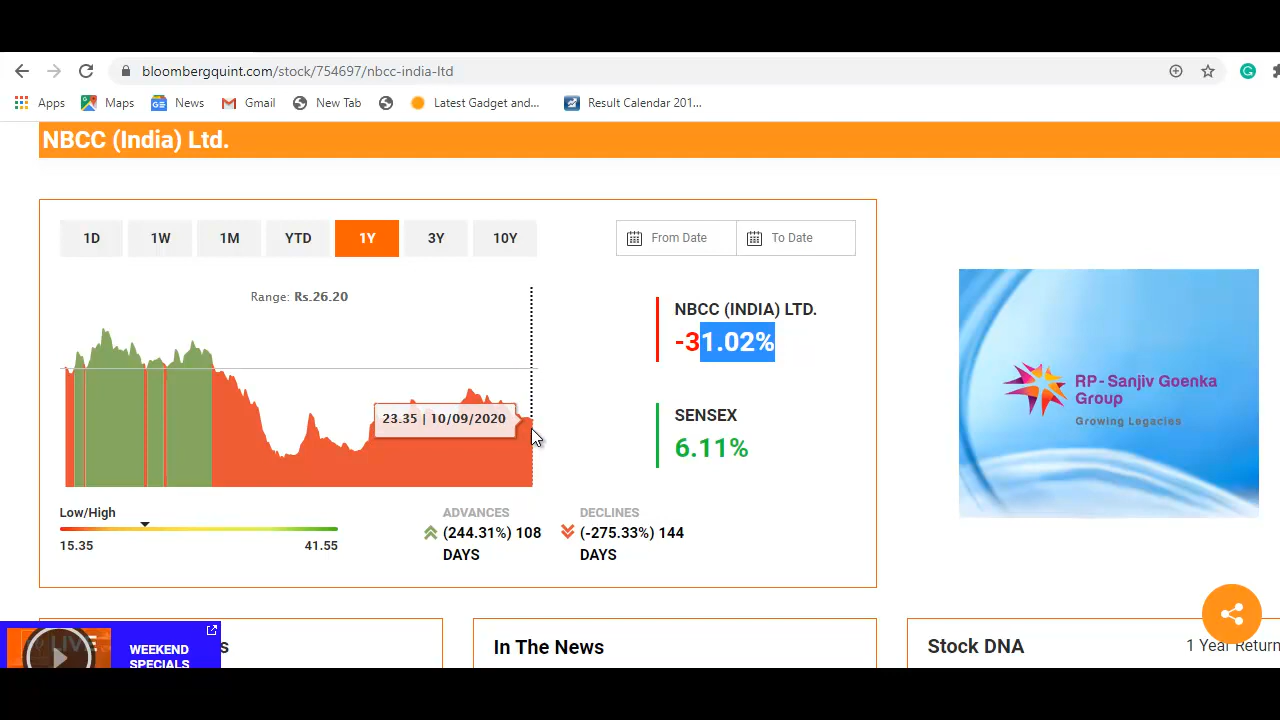 bloombergquint.com/stock/754697/nbcc-india-ltd
Apps Maps News Gmail New Tab Latest Gadget and... Result Calendar 201...
NBCC (India) Ltd.
1D 1W 1M YTD 1Y 3Y 10Y From Date To Date
Range: Rs.26.20
NBCC (INDIA) LTD.
-31.02%
23.35 | 10/09/2020
SENSEX
6.11%
RP-Sanjiv Goenka
Group
Growing Legacies
Low/High
15.35 41.55
ADVANCES
(244.31%) 108
DAYS
DECLINES
(-275.33%) 144
DAYS
LIVE
WEEKEND
SPECIALS
s
In The News
Stock DNA
1 Year Return